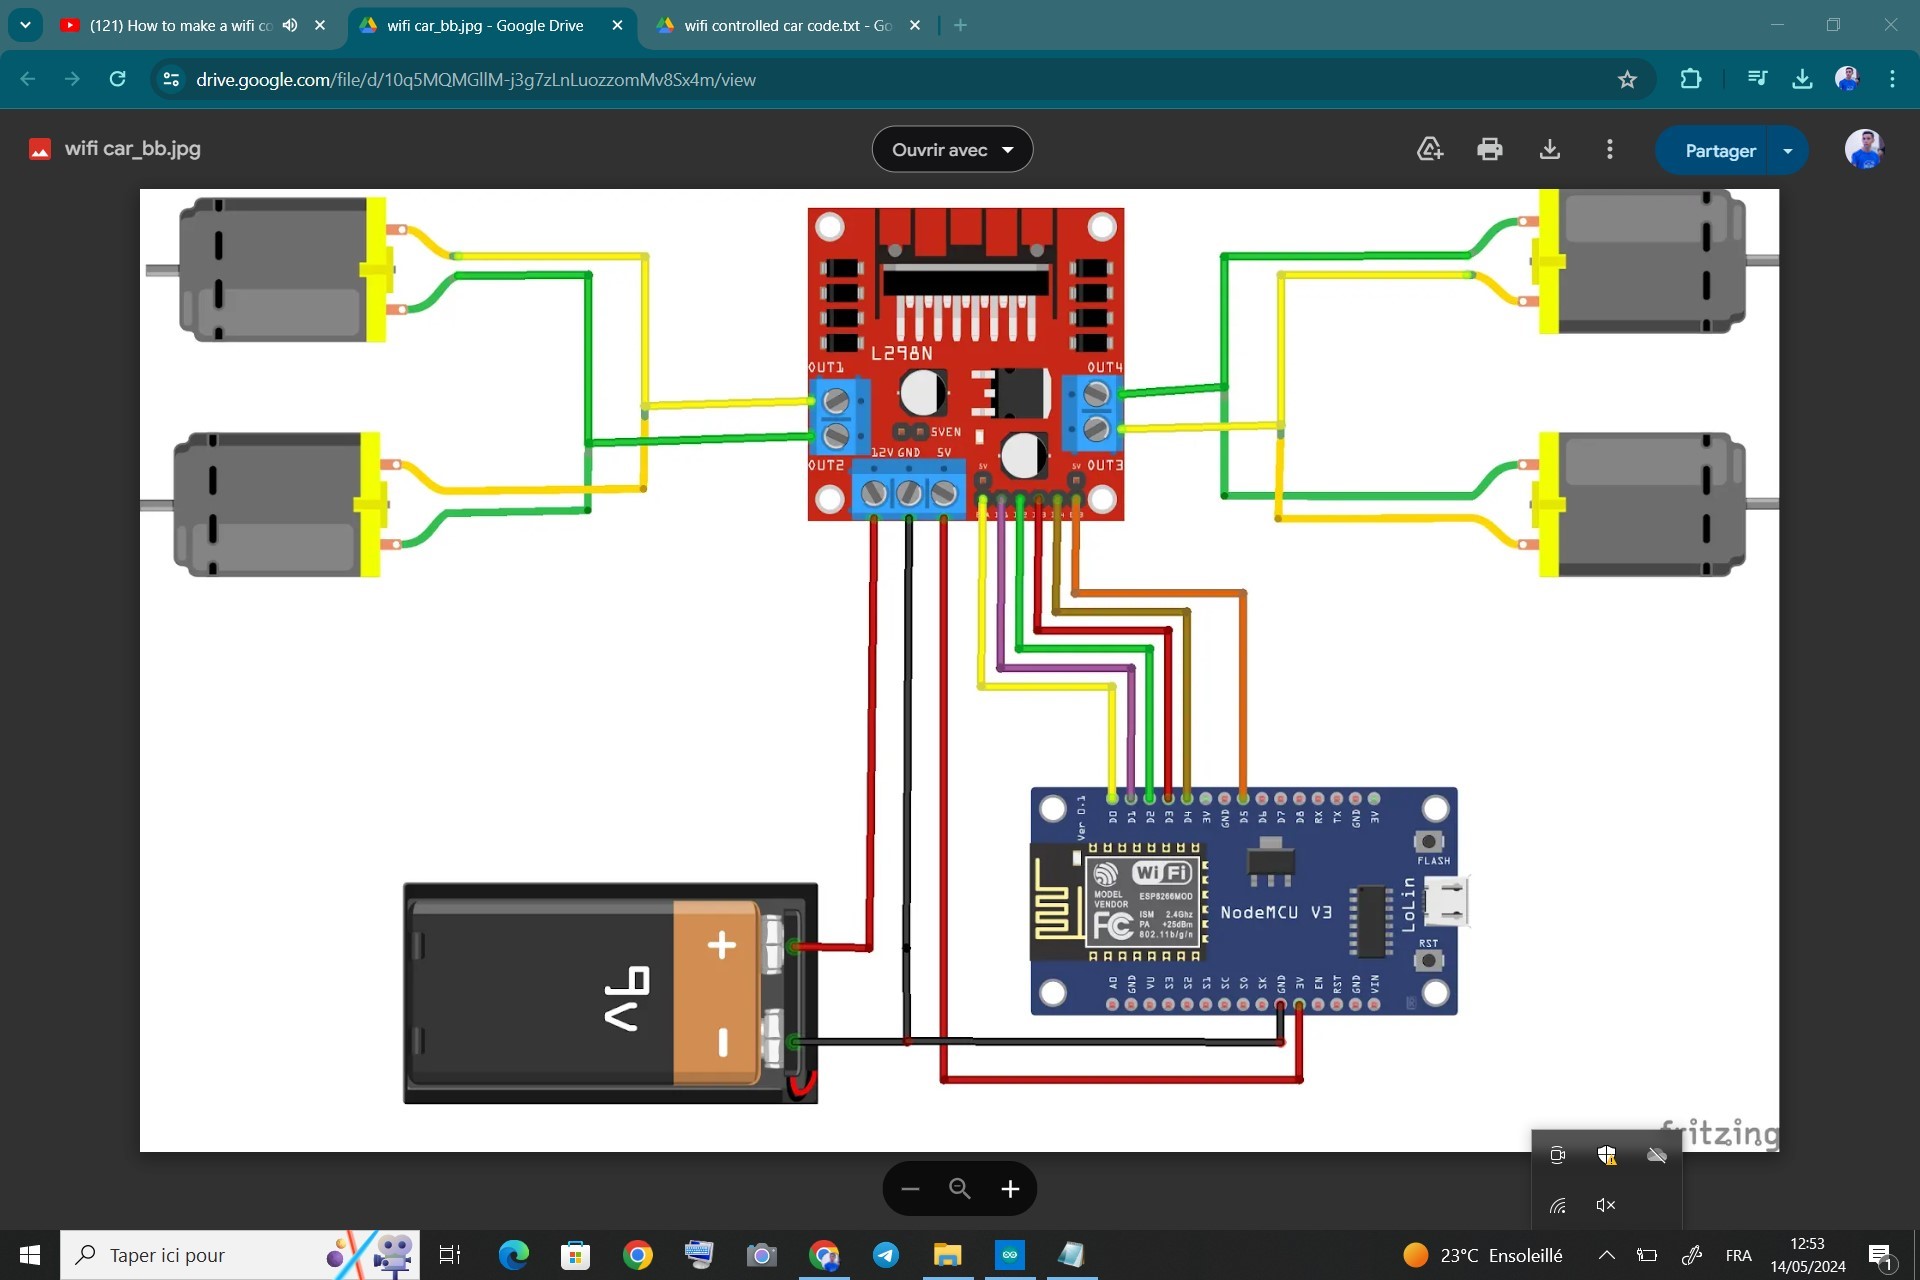 (121) How to make a wifi co
wifi car_bb.jpg - Google Drive
wifi controlled car code.txt - Go
drive.google.com/file/d/10q5MQMGllM-j3g7zLnLuozzomMv8Sx4m/view
wifi car_bb.jpg
Ouvrir avec
Partager
L298N
OUT1
OUT4
5VEN
OUT2
12V GND 5V
5V
5V
OUT3
Ver 0.1
D0 D1 D2 D3 D4 3V GND D5 D6 D7 D8 RX TX GND 3V
FLASH
WiFi
MODEL
VENDOR
ESP8266MOD
FC
ISM 2.4Ghz
PA +25dBm
802.11b/g/n
NodeMCU V3
LoLin
RST
A0 GND VU S3 S2 S1 SC S0 SK GND 3V EN RST GND VIN
+
9V
-
fritzing
Taper ici pour
23°C Ensoleillé
FRA
12:53
14/05/2024
1